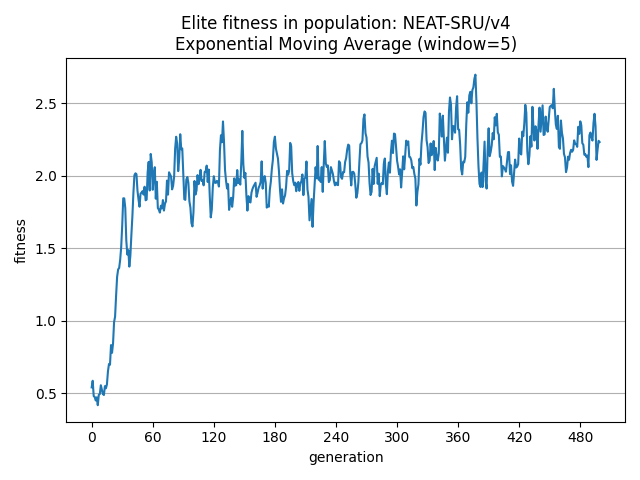 Elite fitness in population: NEAT-SRU/v4
Exponential Moving Average (window=5)
fitness
2.5
2.0
1.5
1.0
0.5
0 60 120 180 240 300 360 420 480
generation